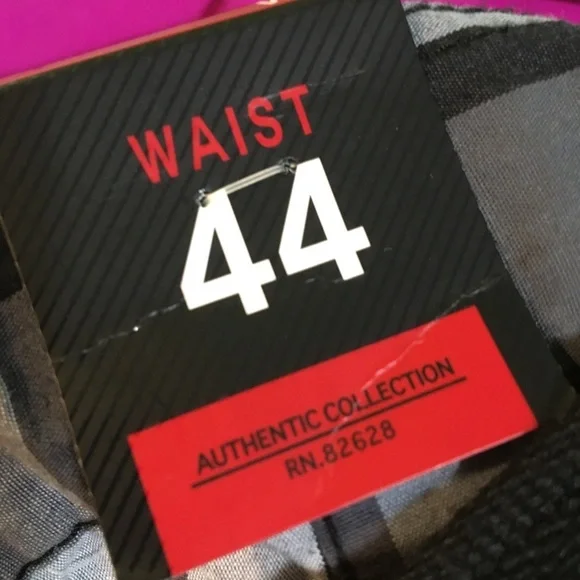 WAIST
44
AUTHENTIC COLLECTION
RN.82628